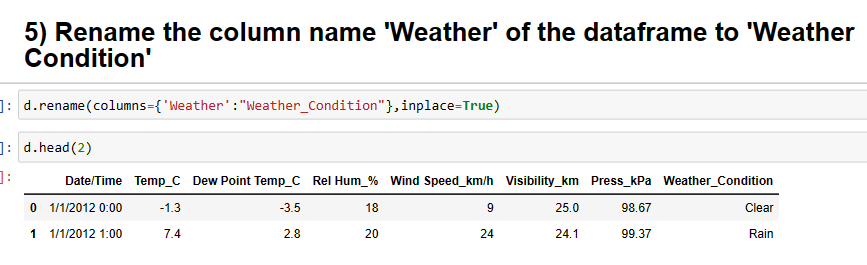 5) Rename the column name 'Weather' of the dataframe to 'Weather
Condition'
]: d.rename(columns={'Weather':"Weather_Condition"},inplace=True)
]: d.head(2)
]:
Date/Time Temp_C Dew Point Temp_C Rel Hum_% Wind Speed_km/h Visibility_km Press_kPa Weather_Condition
0 1/1/2012 0:00 -1.3 -3.5 18 9 25.0 98.67 Clear
1 1/1/2012 1:00 7.4 2.8 20 24 24.1 99.37 Rain